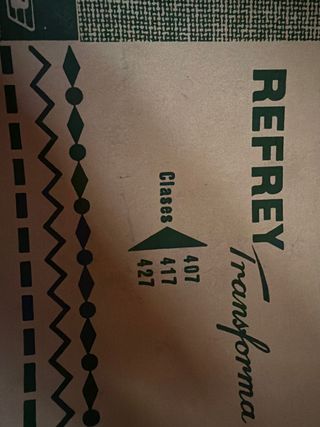 REFREY
Transforma
Clases
407
417
427